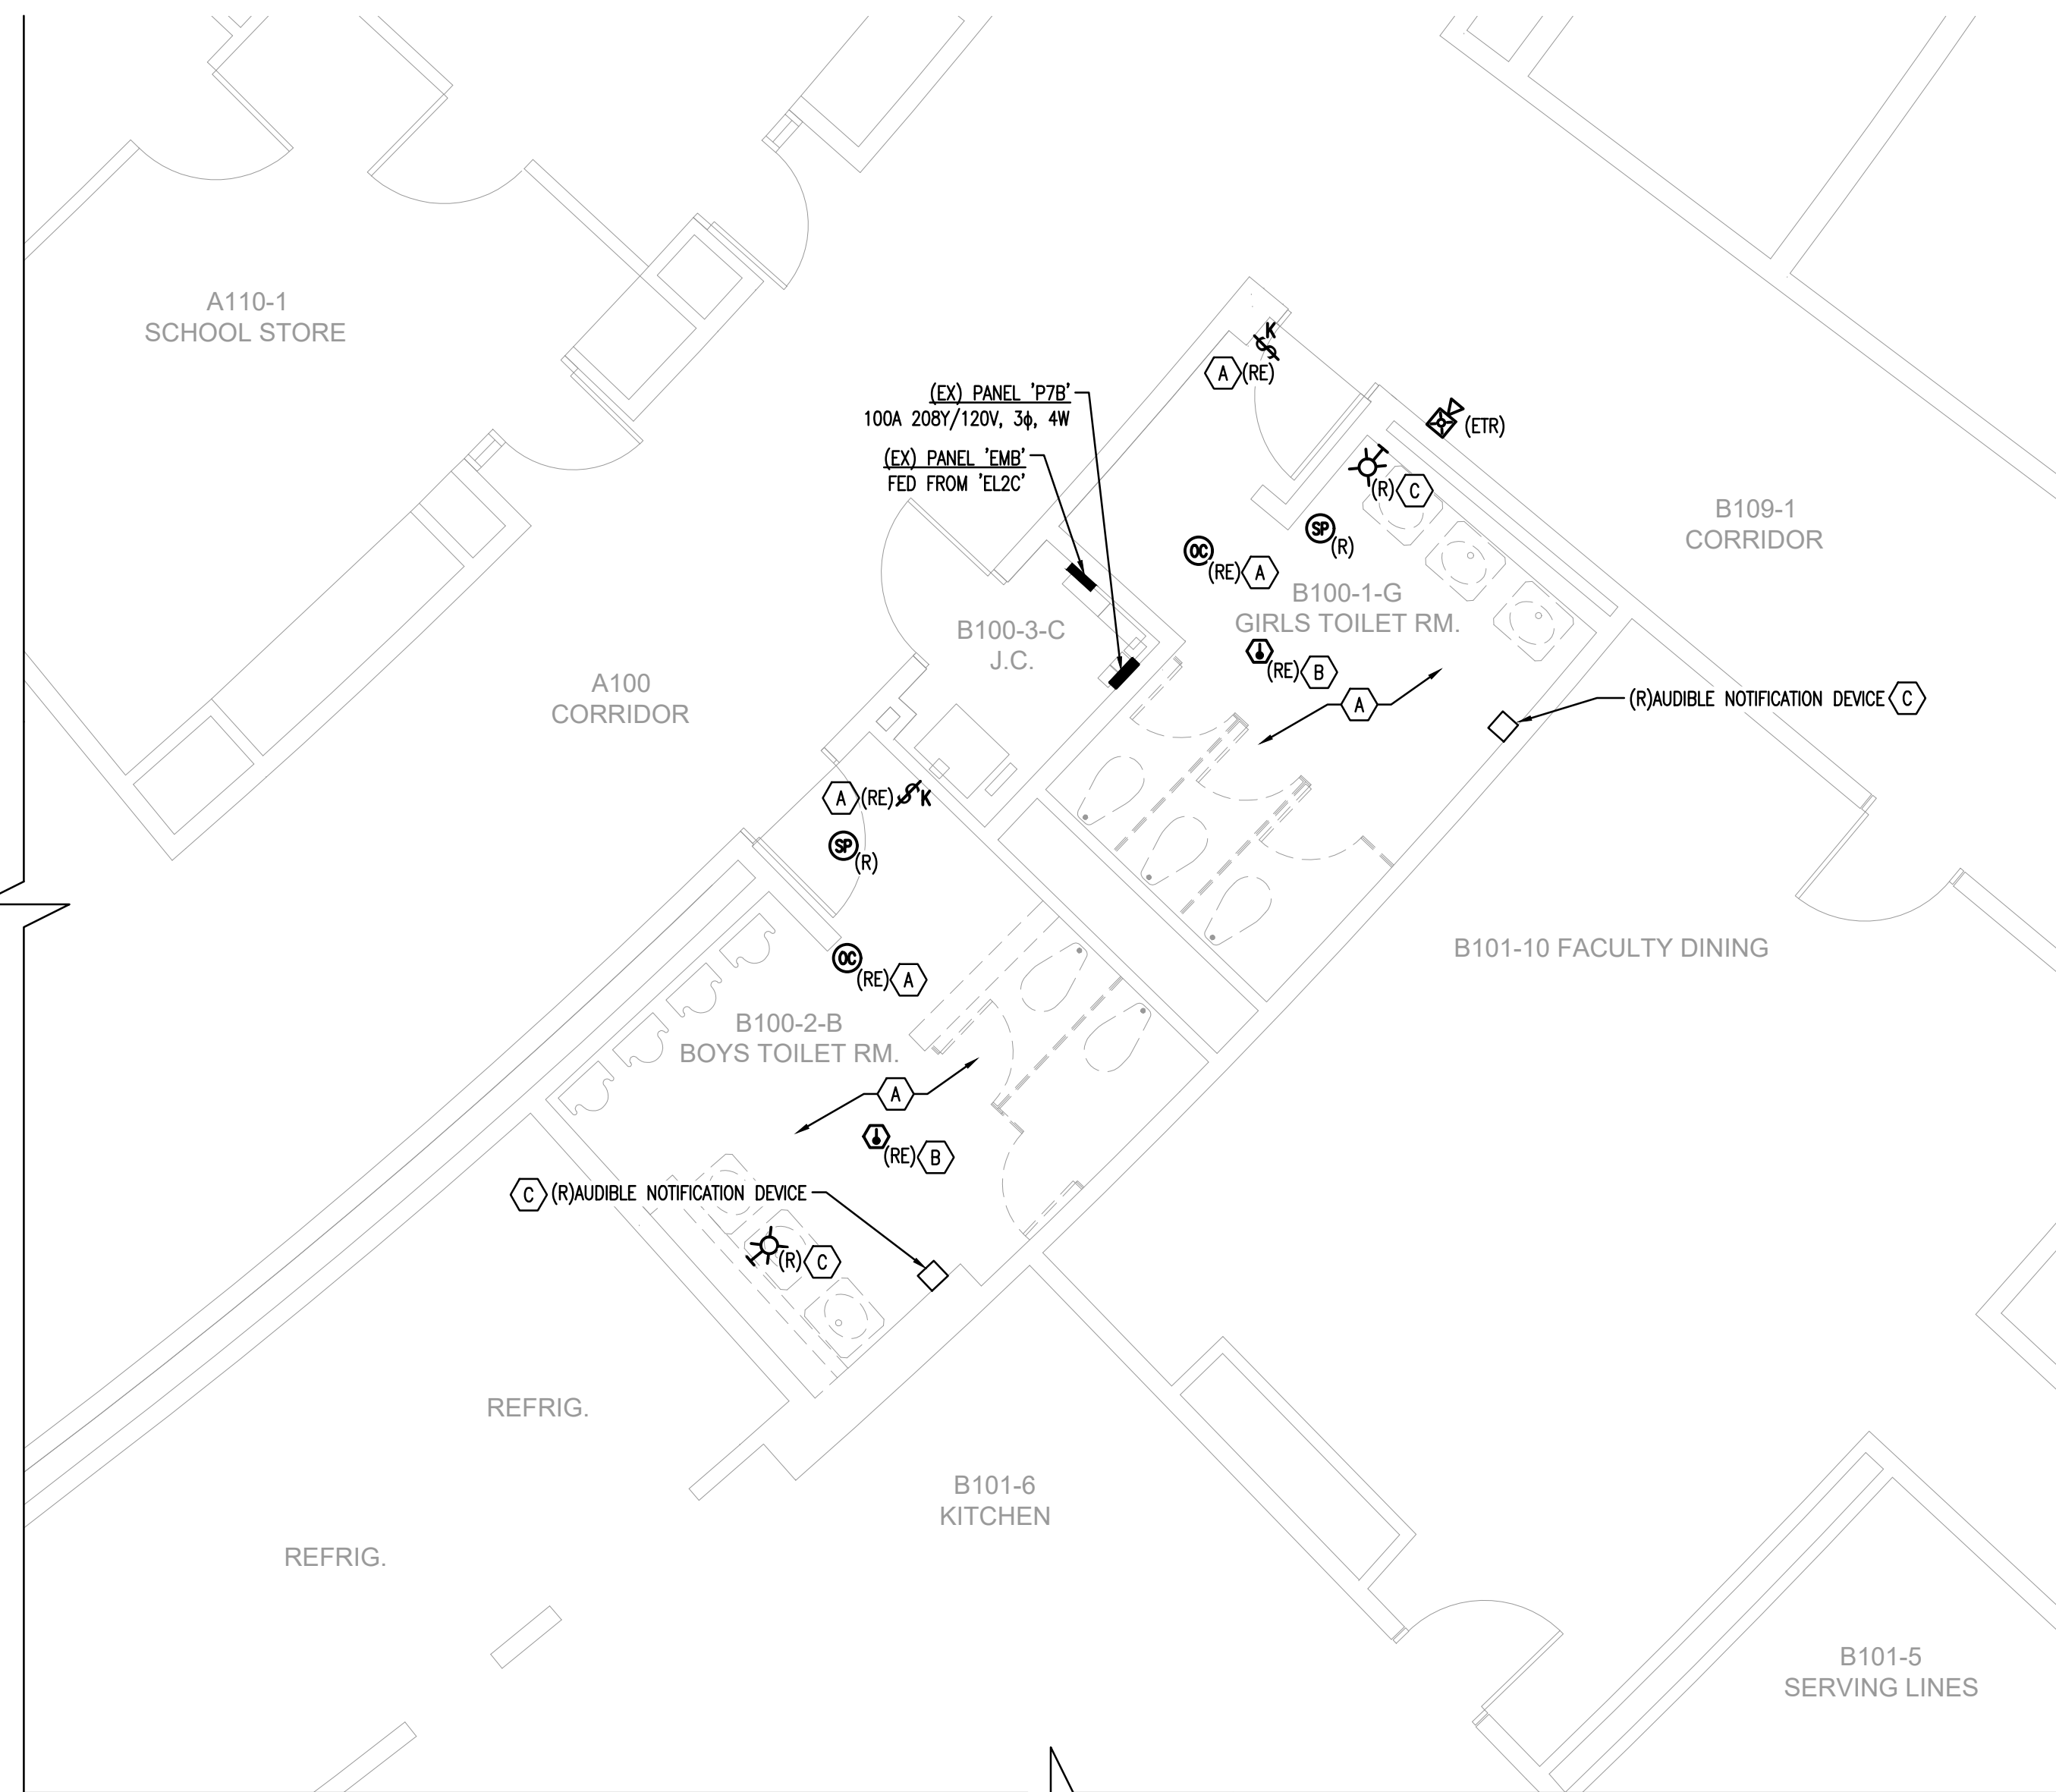 A110-1
SCHOOL STORE
K
A (RE)
(EX) PANEL 'P7B'
100A 208Y/120V, 3ϕ, 4W
(EX) PANEL 'EMB'
FED FROM 'EL2C'
(ETR)
(R) C
SP
(R)
OC
(RE) A
B109-1
CORRIDOR
B100-1-G
GIRLS TOILET RM.
B100-3-C
J.C.
(RE) B
A
(R)AUDIBLE NOTIFICATION DEVICE C
A100
CORRIDOR
A (RE) $ K
SP
(R)
B101-10 FACULTY DINING
OC
(RE) A
B100-2-B
BOYS TOILET RM.
A
(RE) B
C (R)AUDIBLE NOTIFICATION DEVICE
(R) C
REFRIG.
B101-6
KITCHEN
REFRIG.
B101-5
SERVING LINES